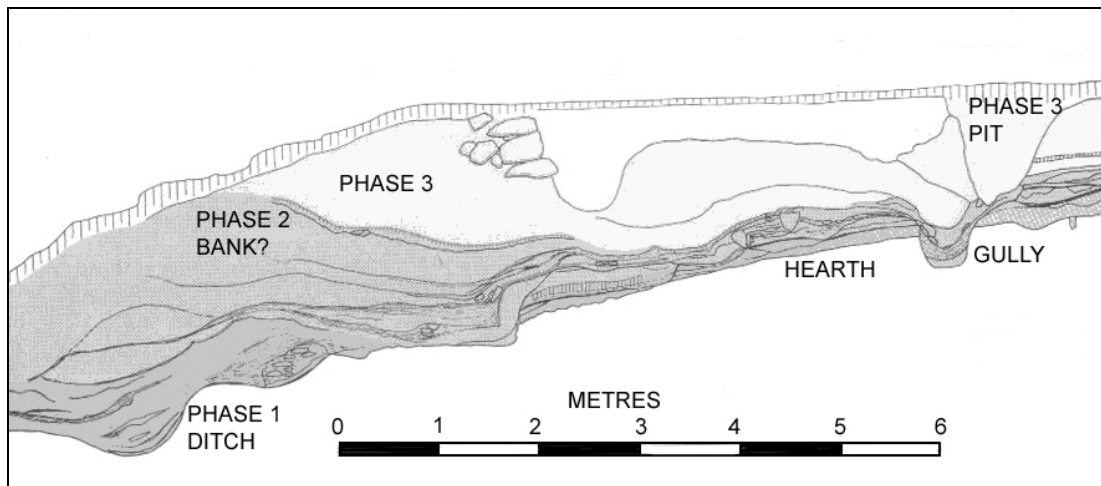 PHASE 3
PIT
PHASE 3
PHASE 2
BANK?
HEARTH
GULLY
PHASE 1
DITCH
METRES
0 1 2 3 4 5 6